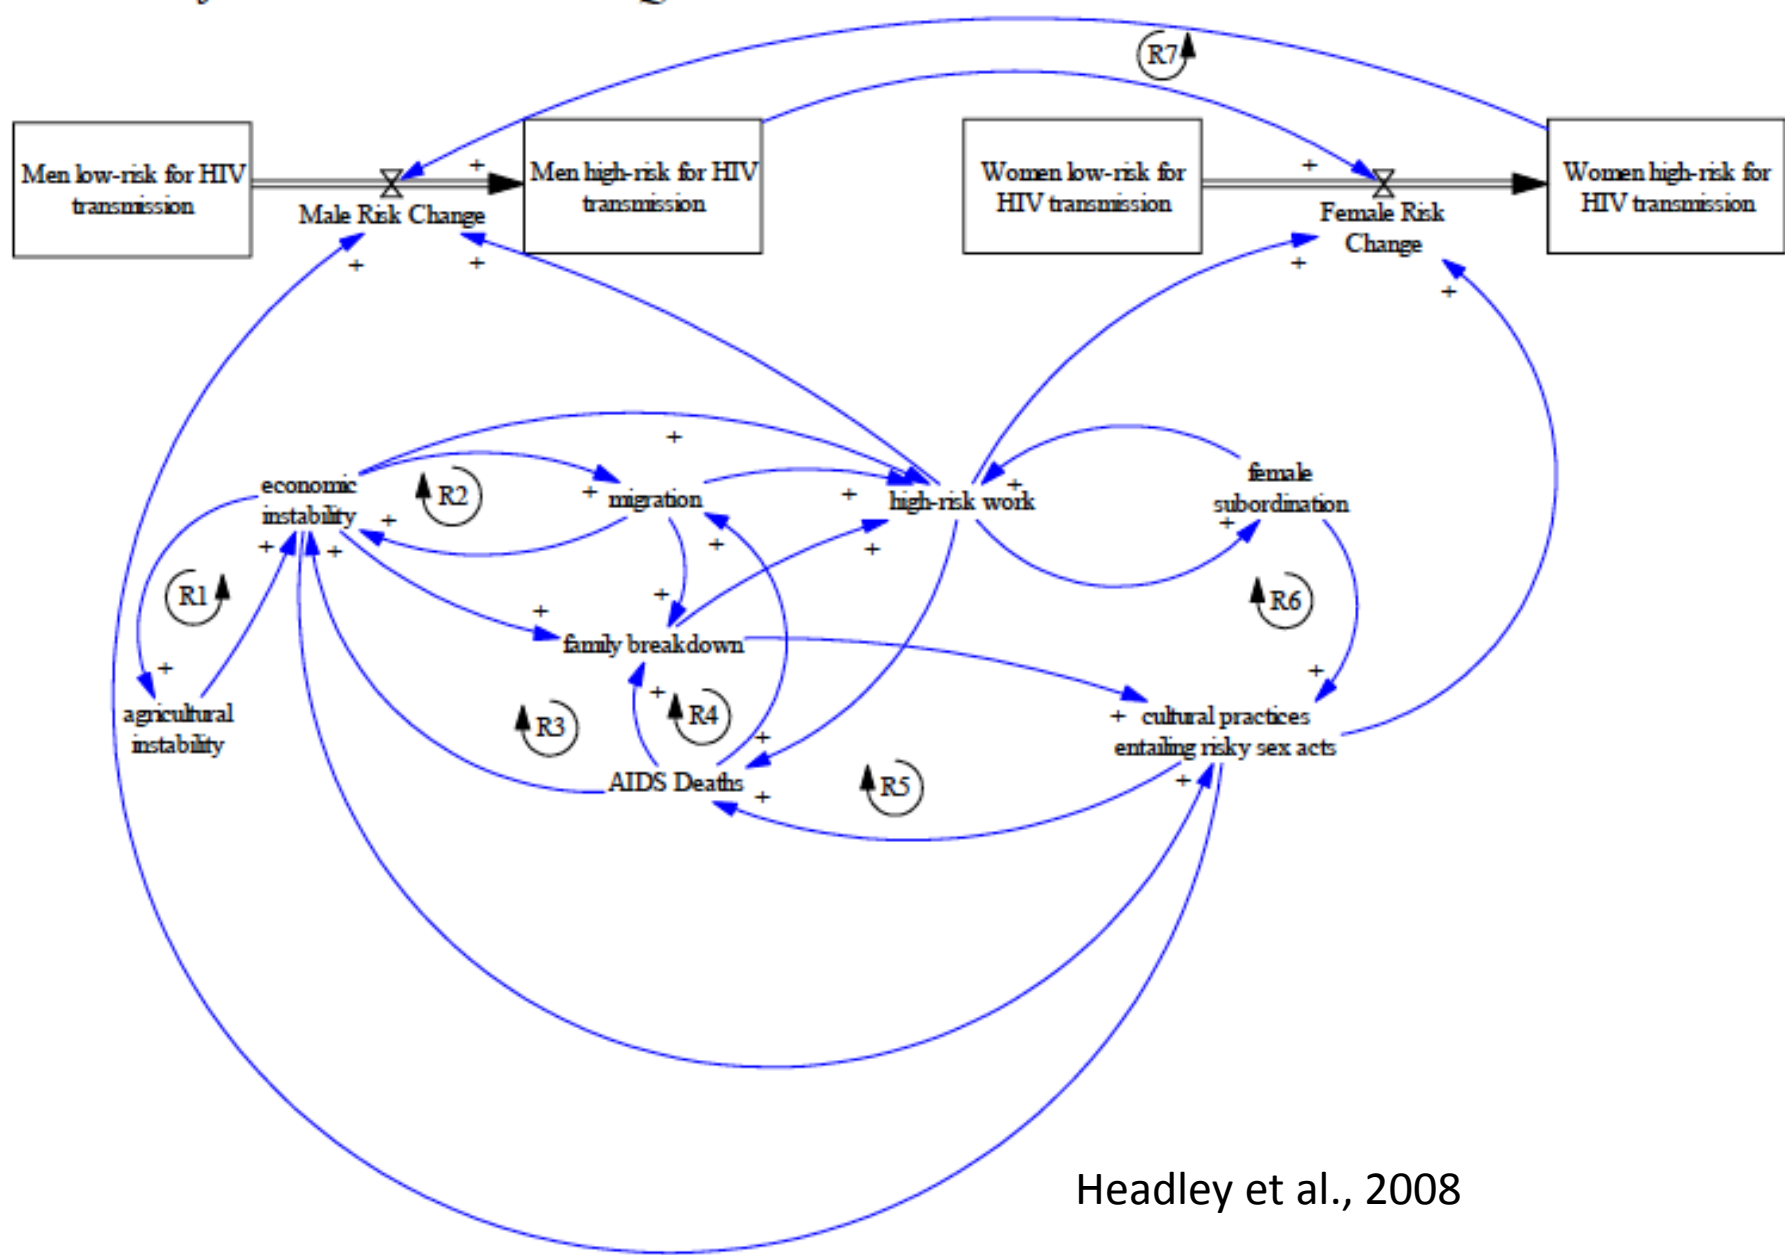 R7
Men low-risk for HIV
transmission
+
Men high-risk for HIV
transmission
Women low-risk for
HIV transmission
+
Women high-risk for
HIV transmission
Male Risk Change
Female Risk
Change
+
+
+
+
+
economic
instability
R2
+
migration
+
high-risk work
+
female
subordination
+
+
+
+
+
+
R1
+
+
R6
family breakdown
+
+
+
agricultural
instability
R3
R4
+
cultural practices
entailing risky sex acts
+
AIDS Deaths
+
R5
+
Headley et al., 2008